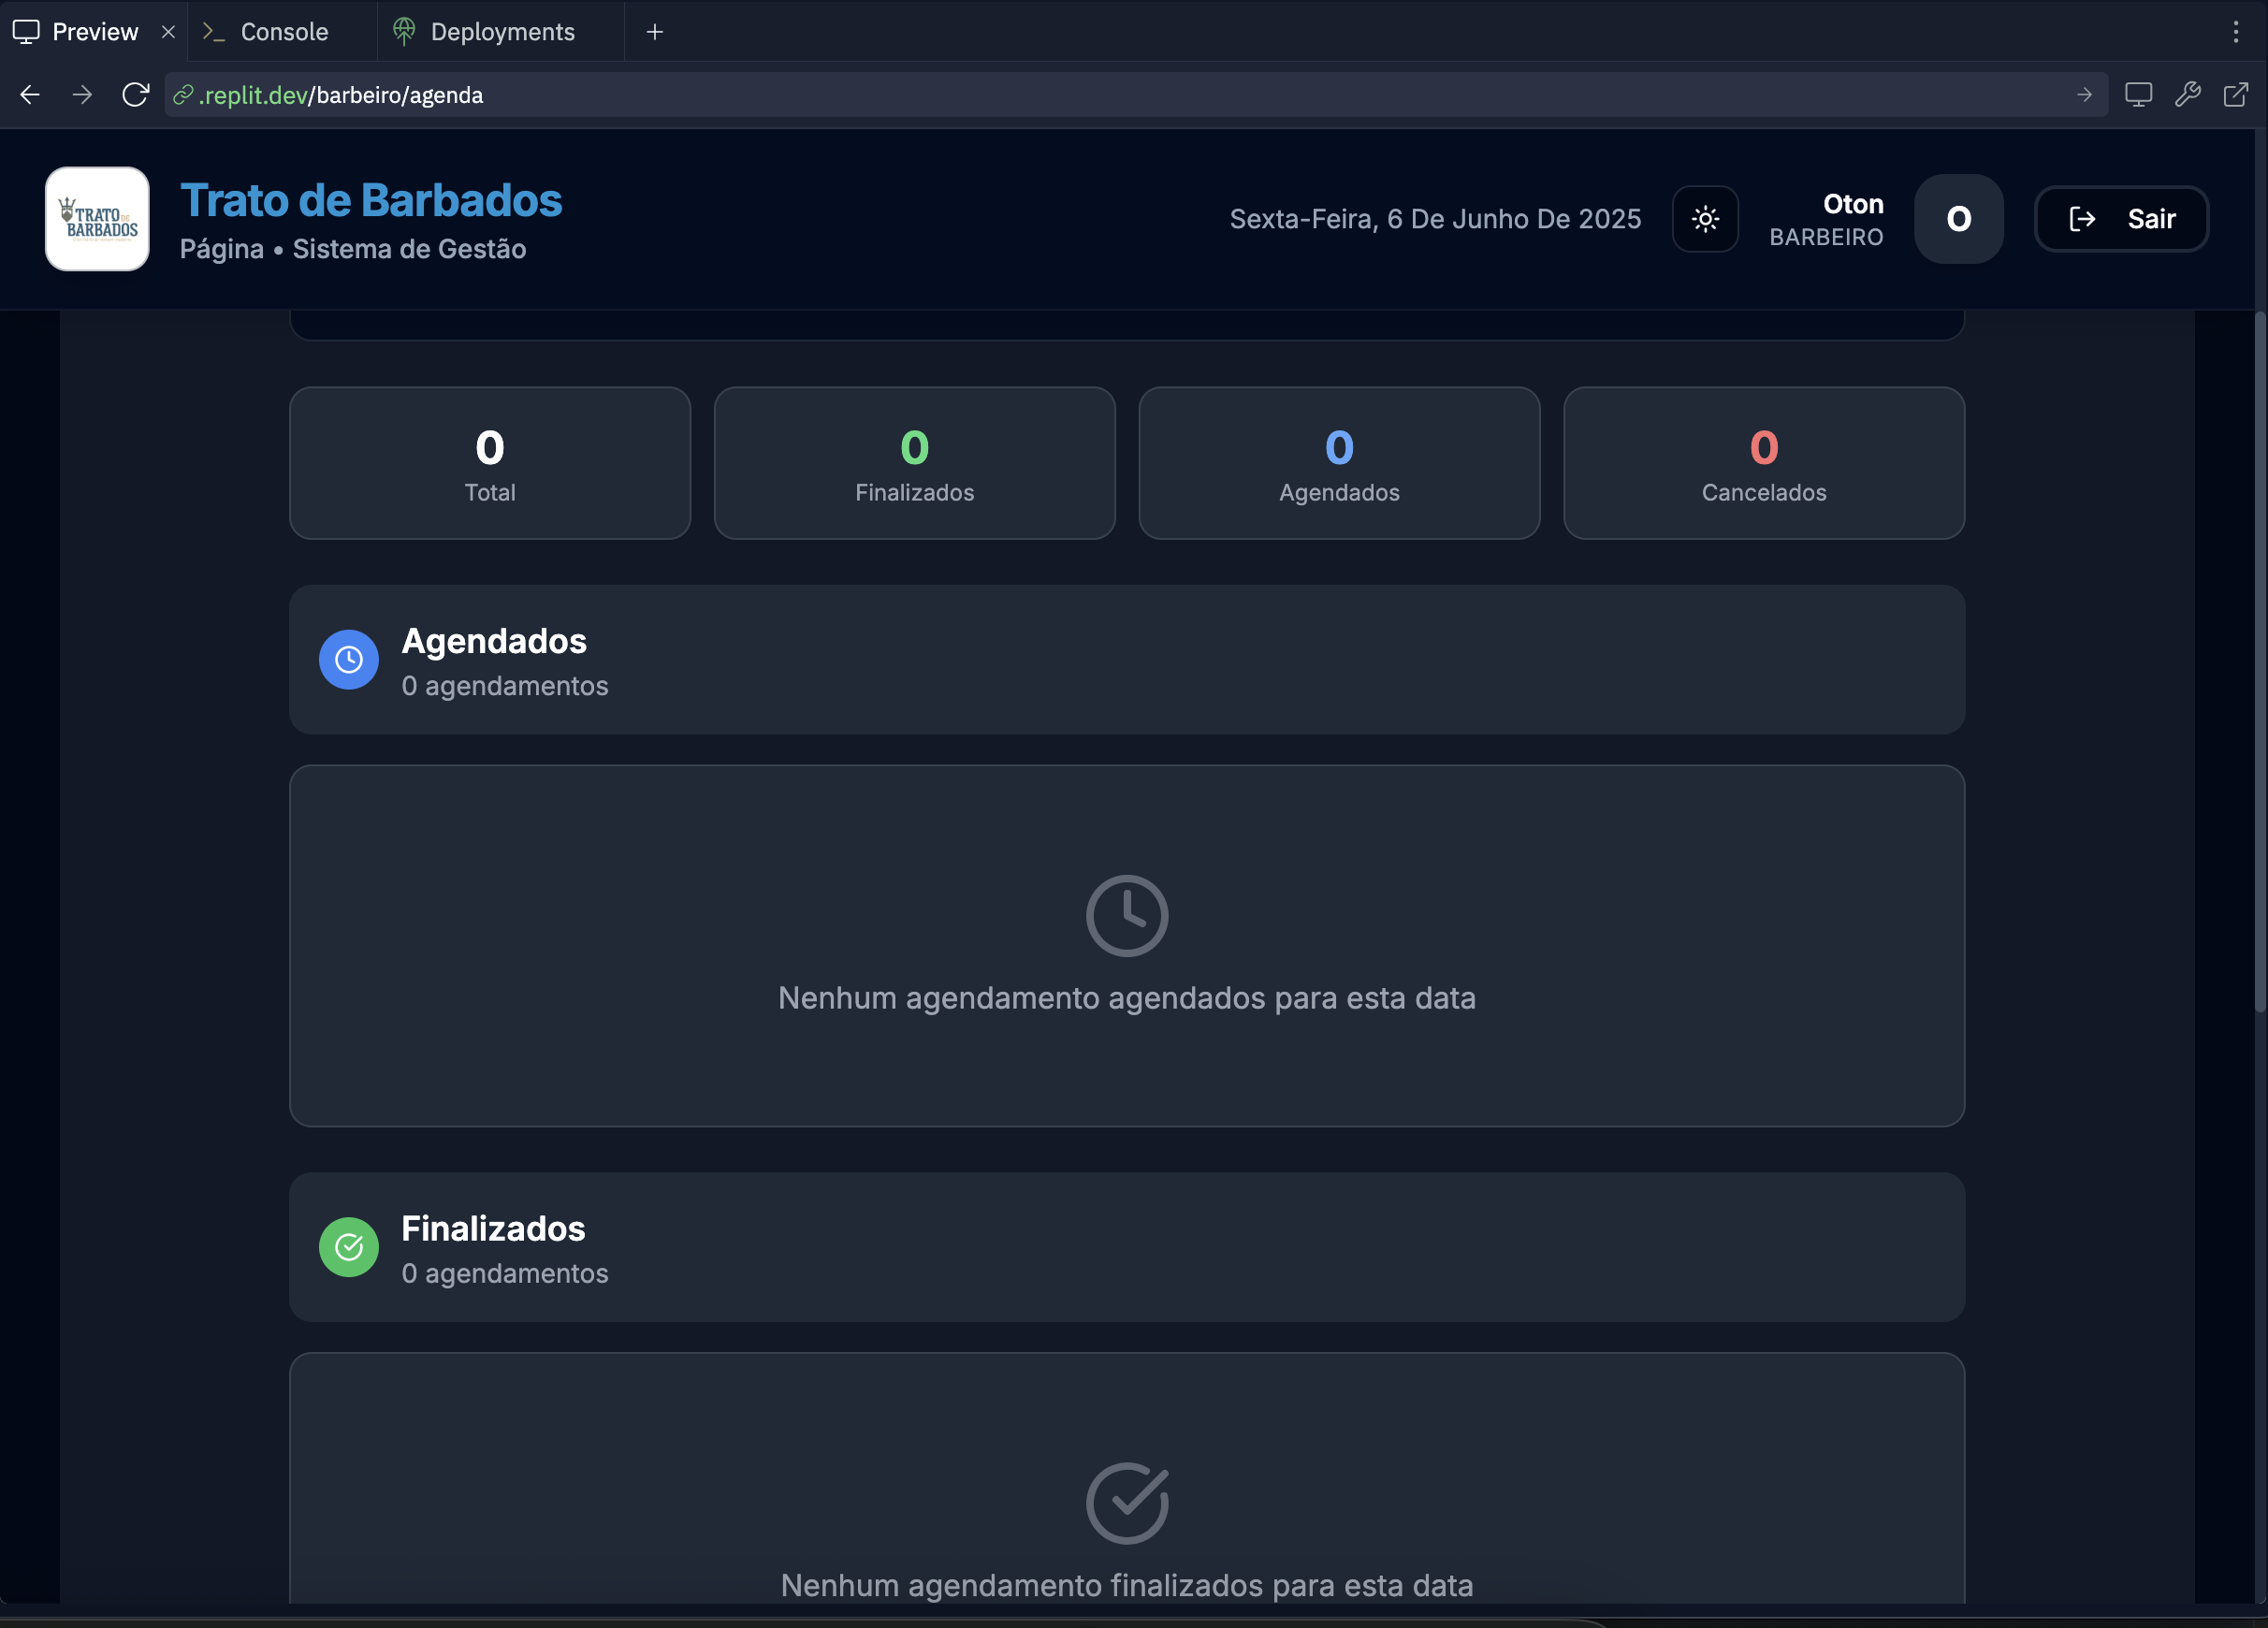 Preview
Console
Deployments
.replit.dev/barbeiro/agenda
TRATO DE
BARBADOS
Trato de Barbados
Página • Sistema de Gestão
Sexta-Feira, 6 De Junho De 2025
Oton
BARBEIRO
O
Sair
0
Total
0
Finalizados
0
Agendados
0
Cancelados
Agendados
0 agendamentos
Nenhum agendamento agendados para esta data
Finalizados
0 agendamentos
Nenhum agendamento finalizados para esta data